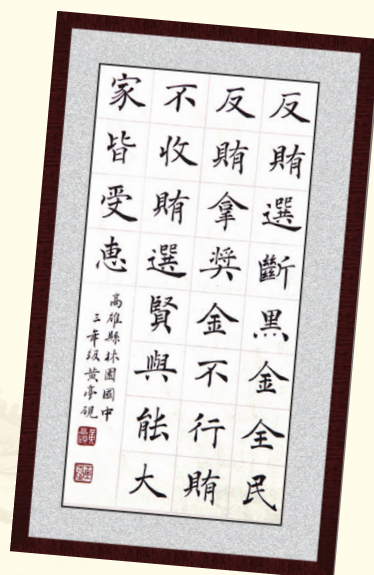 反賄選斷黑金全民
反賄拿奬金不行賄
不收賄選賢與能大
家皆受惠
高雄縣林園國中
三年級黃亭硯